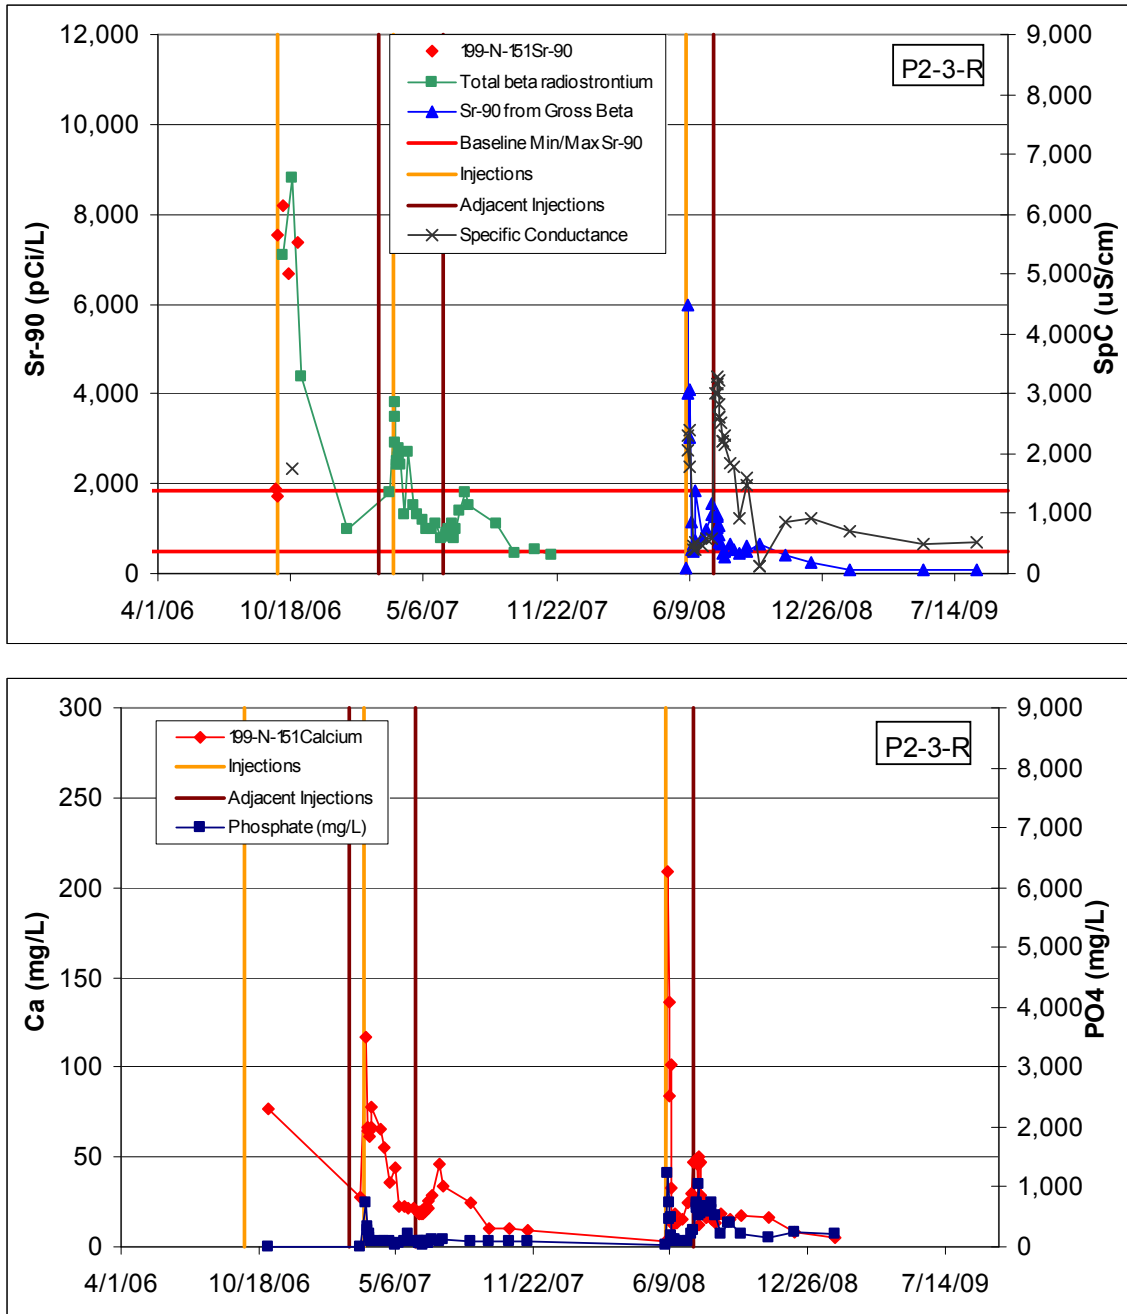 12,000
10,000
8,000
6,000
4,000
2,000
0
Sr-90 (pCi/L)
199-N-151Sr-90
Total beta radiostrontium
Sr-90 from Gross Beta
Baseline Min/Max Sr-90
Injections
Adjacent Injections
Specific Conductance
P2-3-R
9,000
8,000
7,000
6,000
5,000
4,000
3,000
2,000
1,000
0
SpC (uS/cm)
4/1/06 10/18/06 5/6/07 11/22/07 6/9/08 12/26/08 7/14/09
300
250
200
150
100
50
0
Ca (mg/L)
199-N-151Calcium
Injections
Adjacent Injections
Phosphate (mg/L)
P2-3-R
9,000
8,000
7,000
6,000
5,000
4,000
3,000
2,000
1,000
0
PO4 (mg/L)
4/1/06 10/18/06 5/6/07 11/22/07 6/9/08 12/26/08 7/14/09